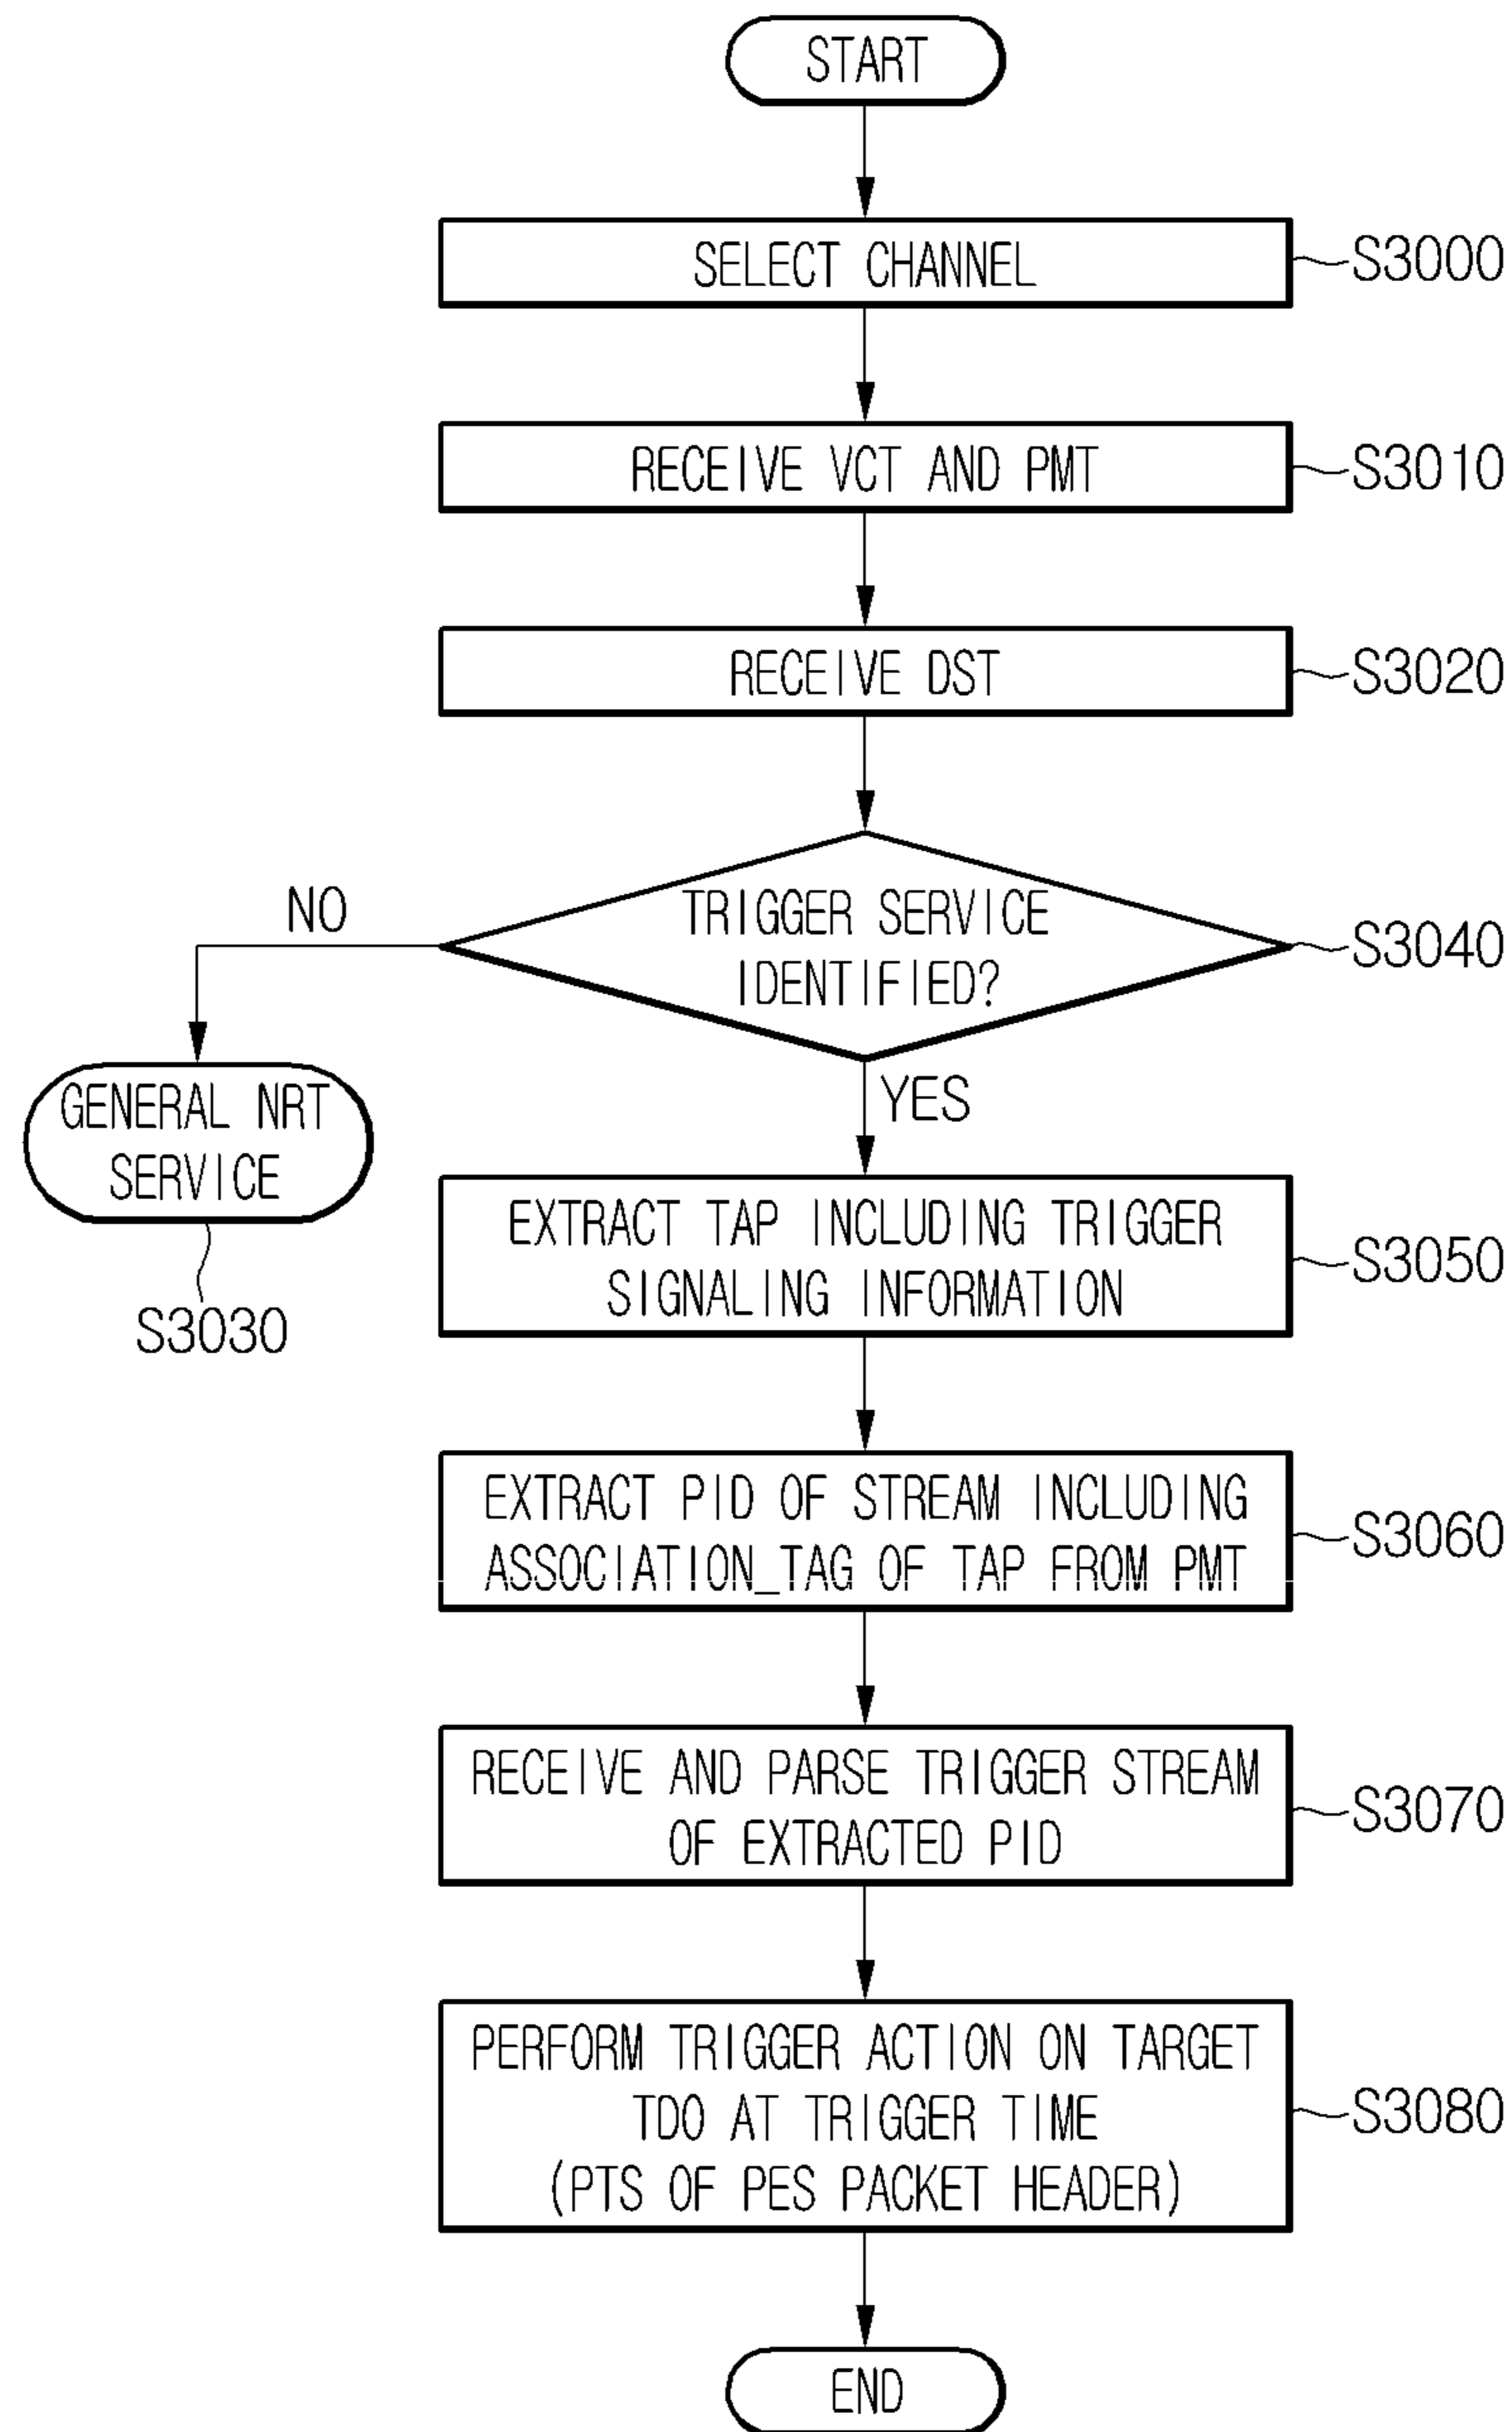 START
SELECT CHANNEL
S3000
RECEIVE VCT AND PMT
S3010
RECEIVE DST
S3020
TRIGGER SERVICE
IDENTIFIED?
S3040
NO
YES
GENERAL NRT
SERVICE
S3030
EXTRACT TAP INCLUDING TRIGGER
SIGNALING INFORMATION
S3050
EXTRACT PID OF STREAM INCLUDING
ASSOCIATION_TAG OF TAP FROM PMT
S3060
RECEIVE AND PARSE TRIGGER STREAM
OF EXTRACTED PID
S3070
PERFORM TRIGGER ACTION ON TARGET
TDO AT TRIGGER TIME
(PTS OF PES PACKET HEADER)
S3080
END